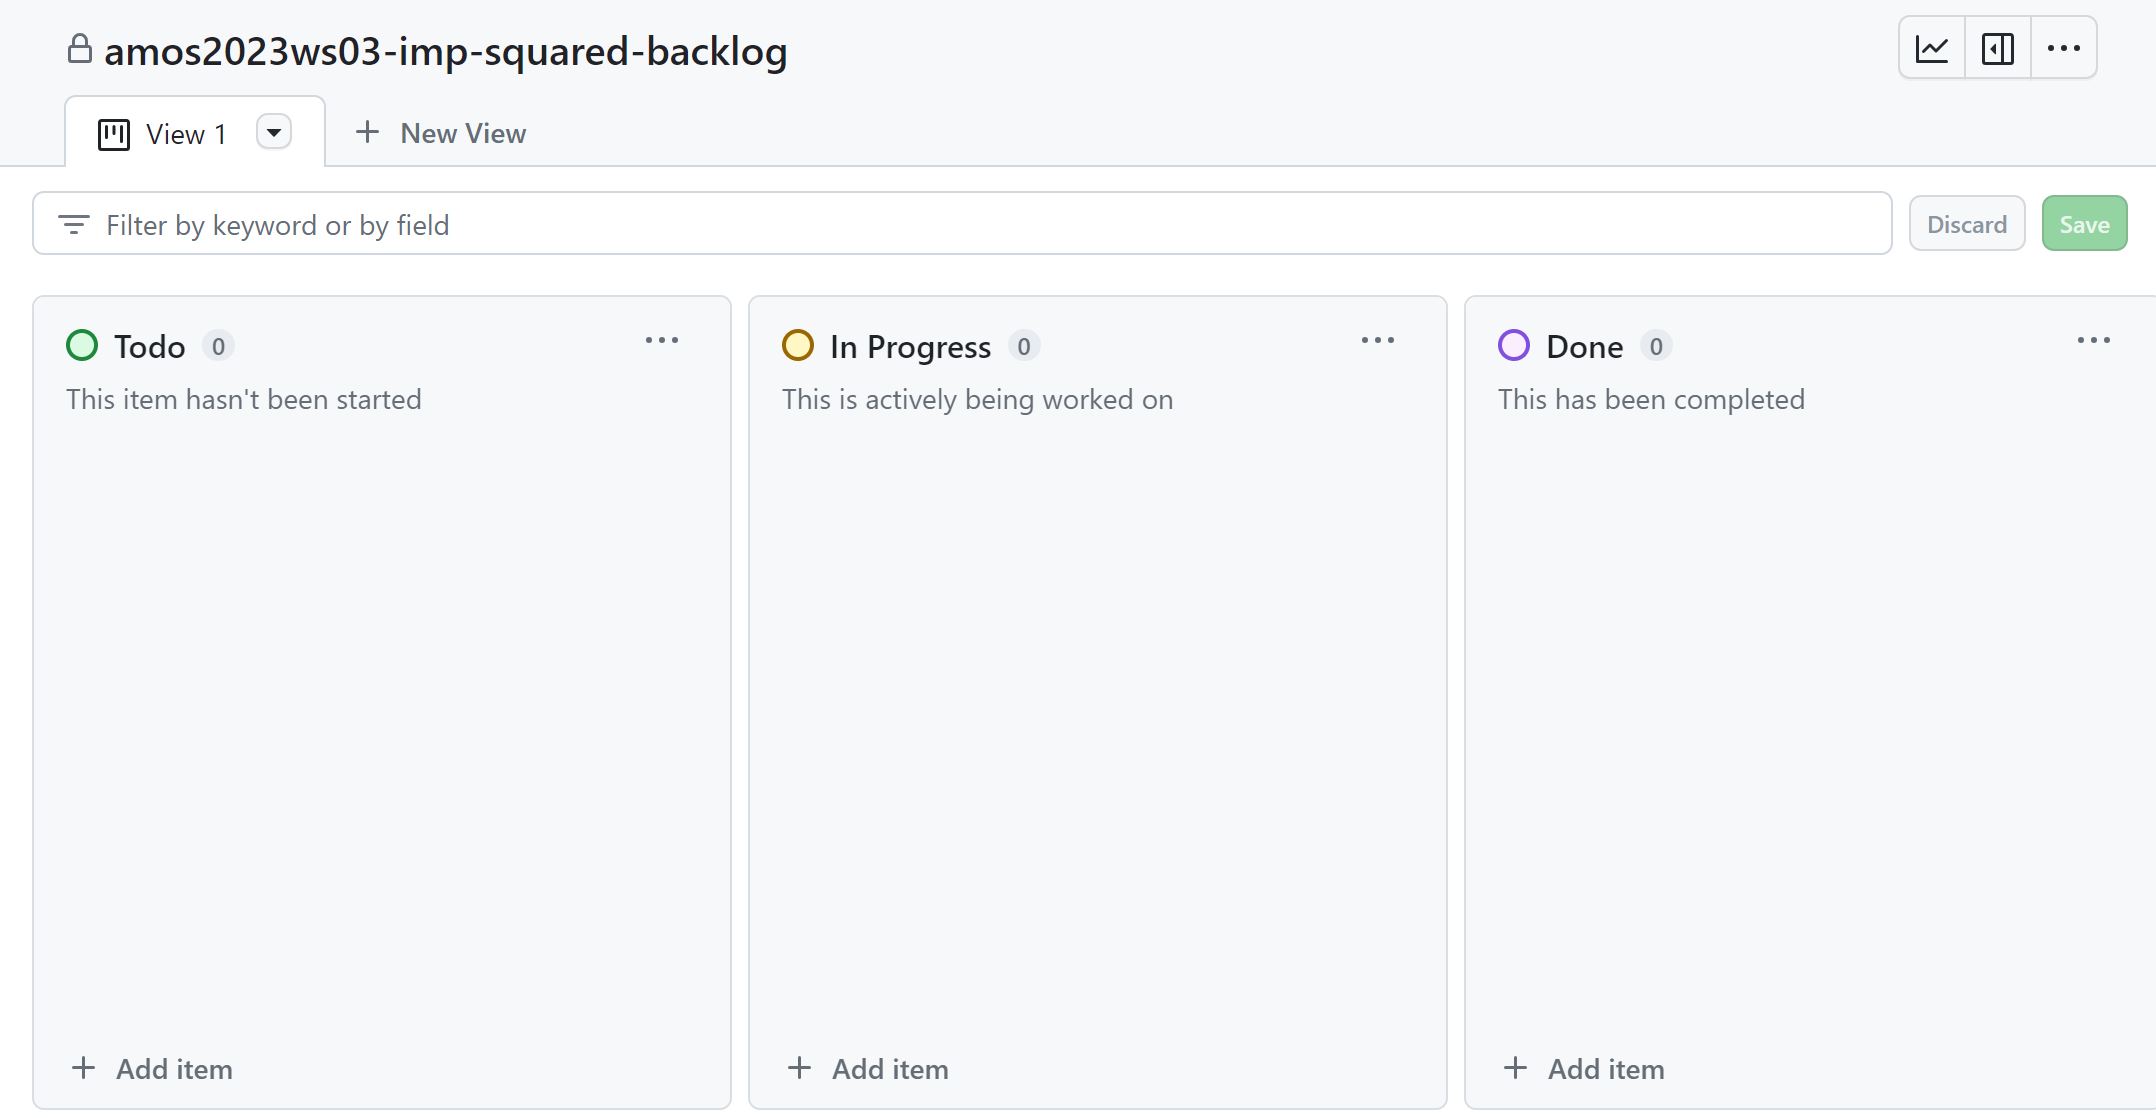 amos2023ws03-imp-squared-backlog
View 1
New View
Filter by keyword or by field
Discard
Save
Todo 0
This item hasn't been started
Add item
In Progress 0
This is actively being worked on
Add item
Done 0
This has been completed
Add item